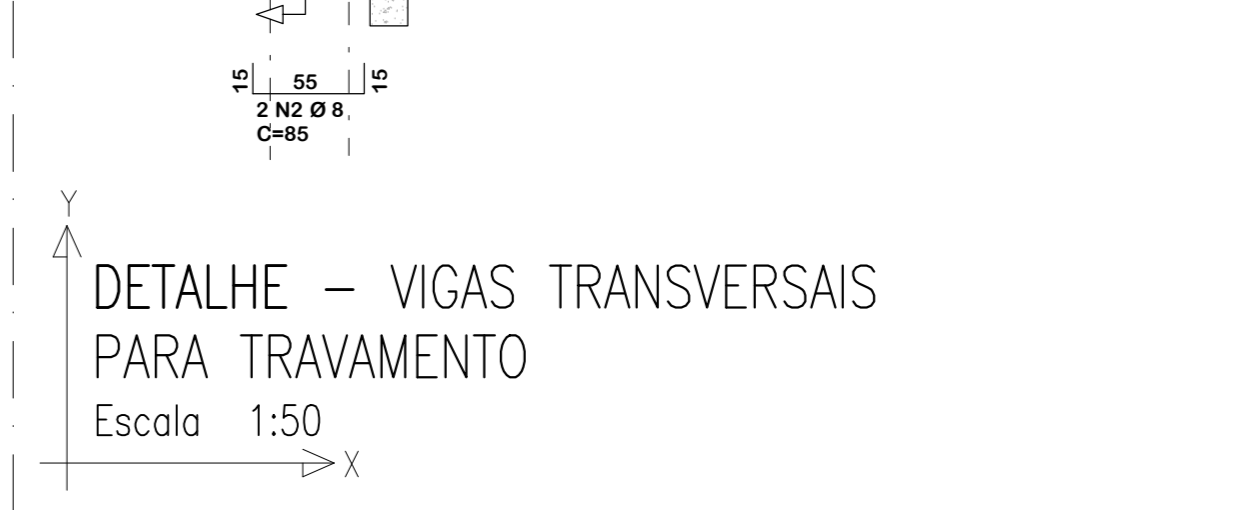 15 55 15
2 N2 Ø 8
C=85
Y
DETALHE – VIGAS TRANSVERSAIS
PARA TRAVAMENTO
Escala 1:50
X